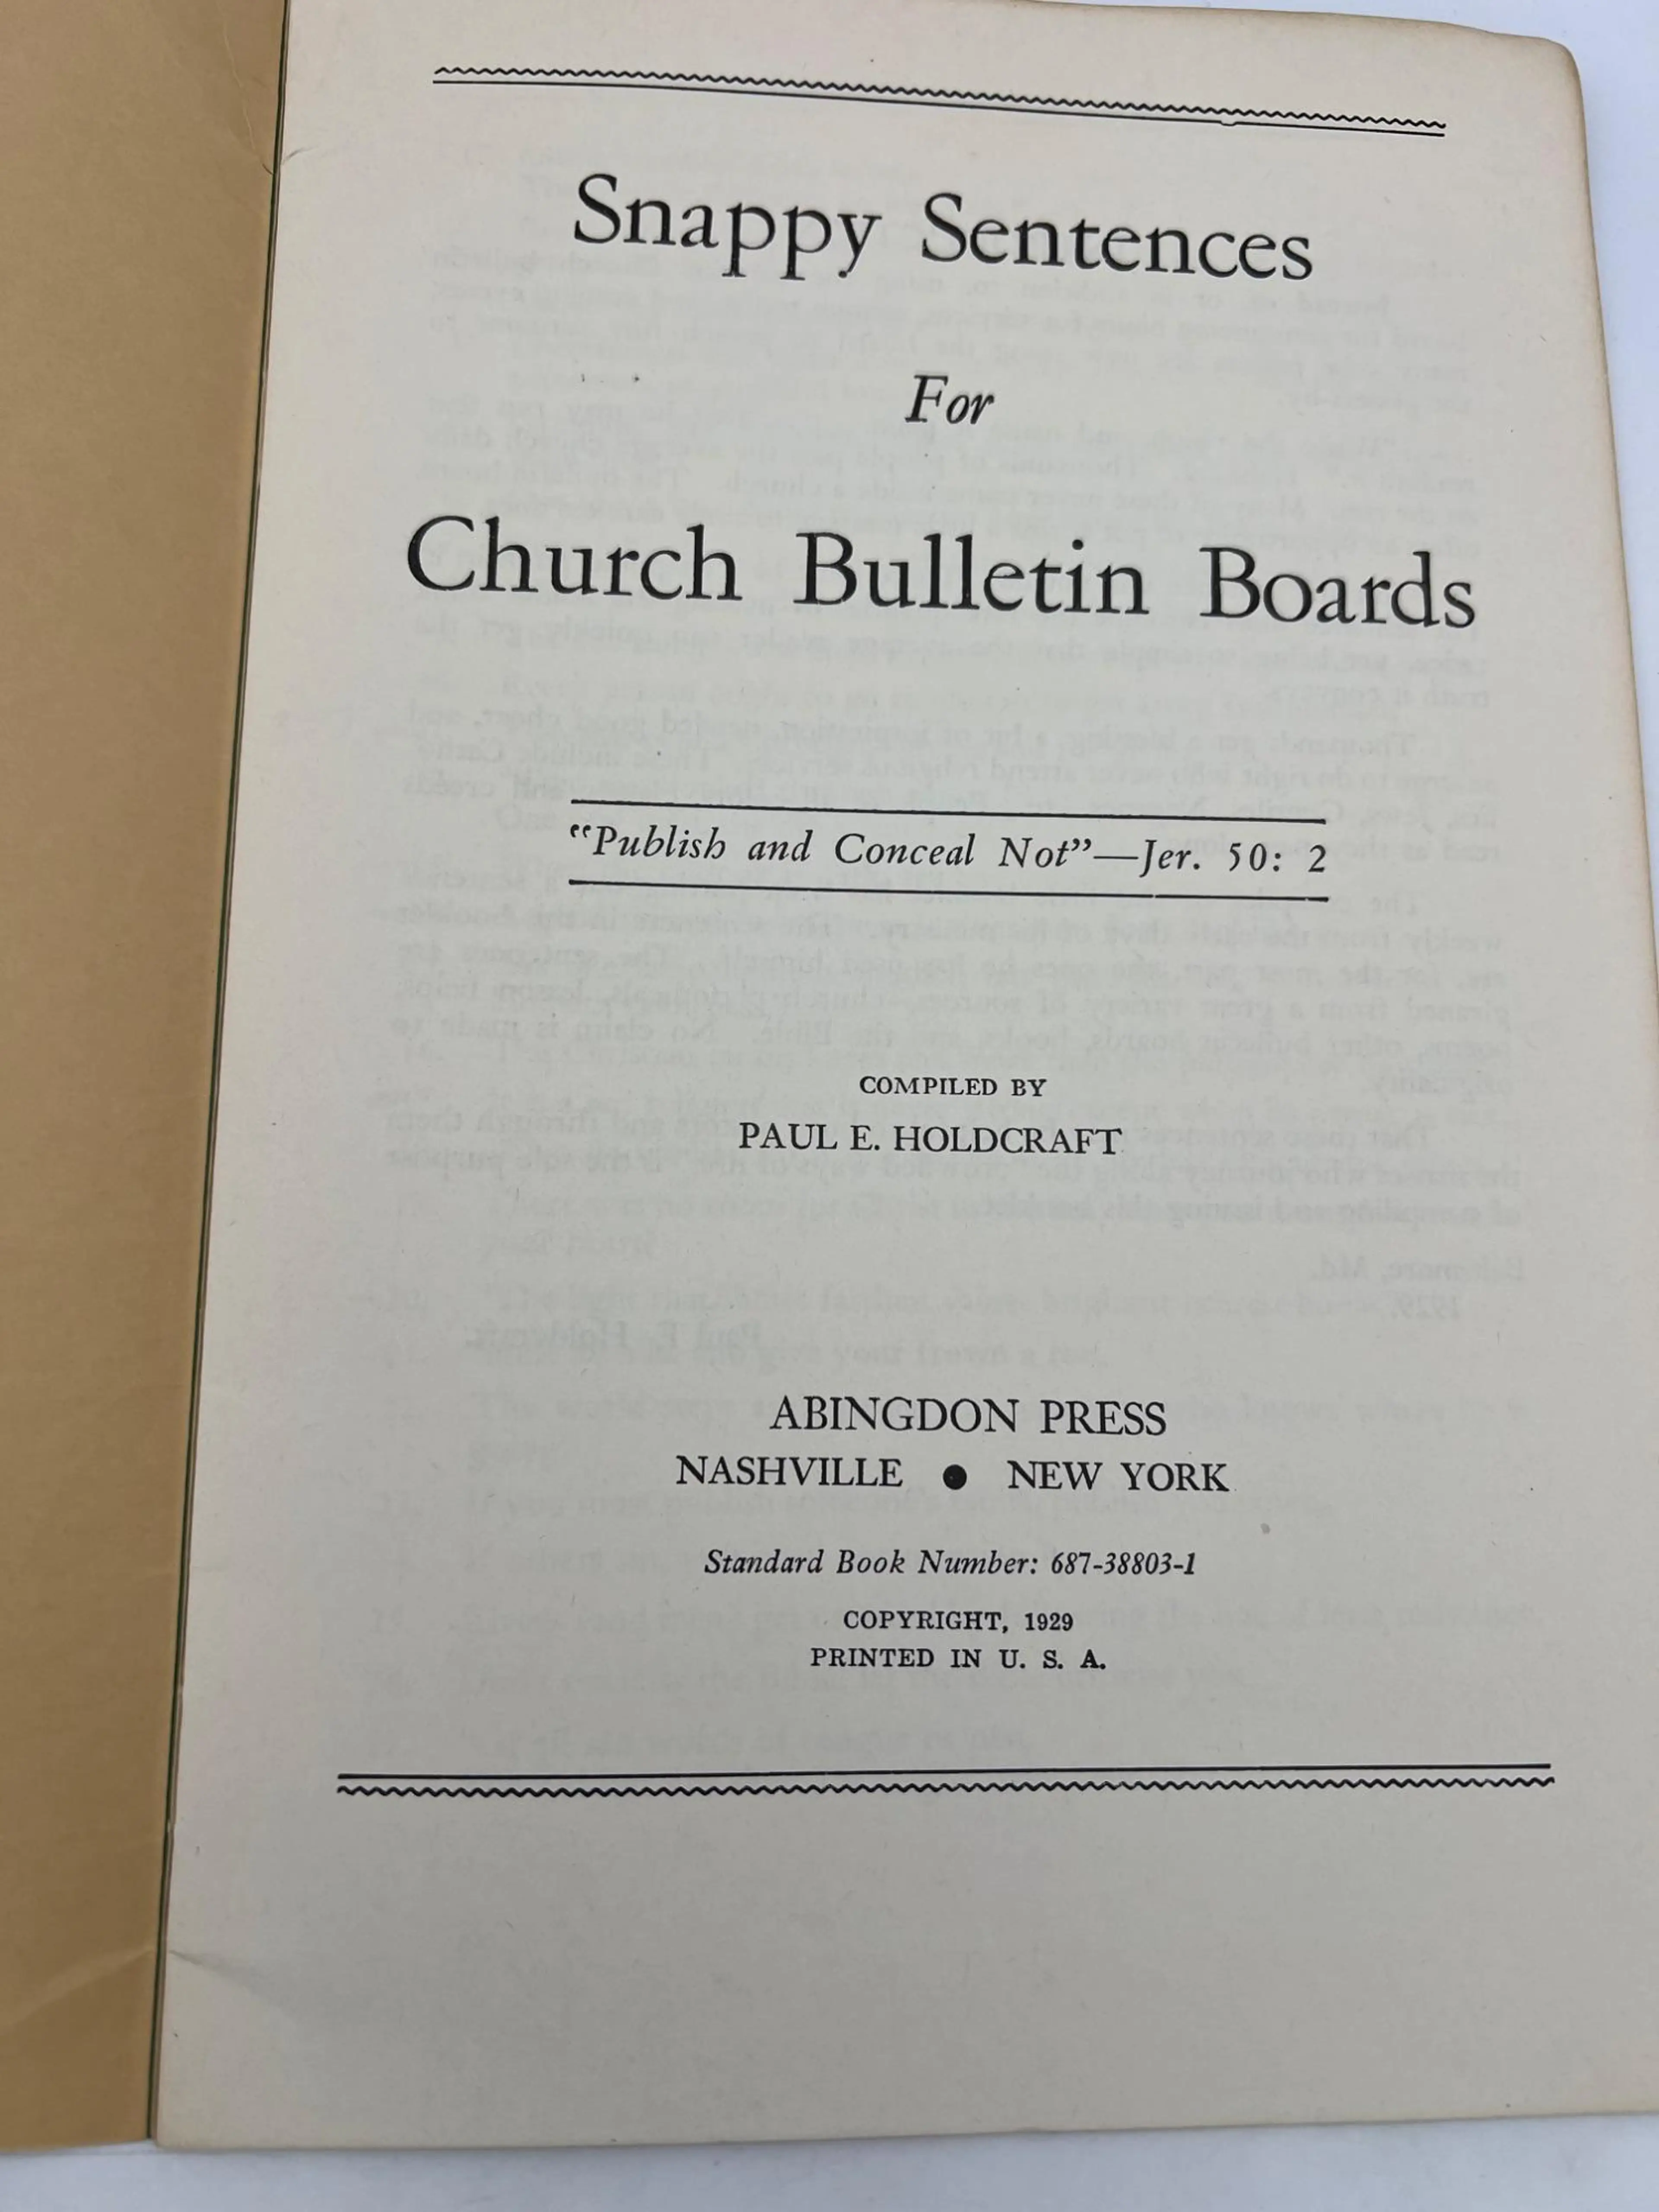 Snappy Sentences
For
Church Bulletin Boards
"Publish and Conceal Not"—Jer. 50: 2
COMPILED BY
PAUL E. HOLDCRAFT
ABINGDON PRESS
NASHVILLE ● NEW YORK
Standard Book Number: 687-38803-1
COPYRIGHT, 1929
PRINTED IN U. S. A.